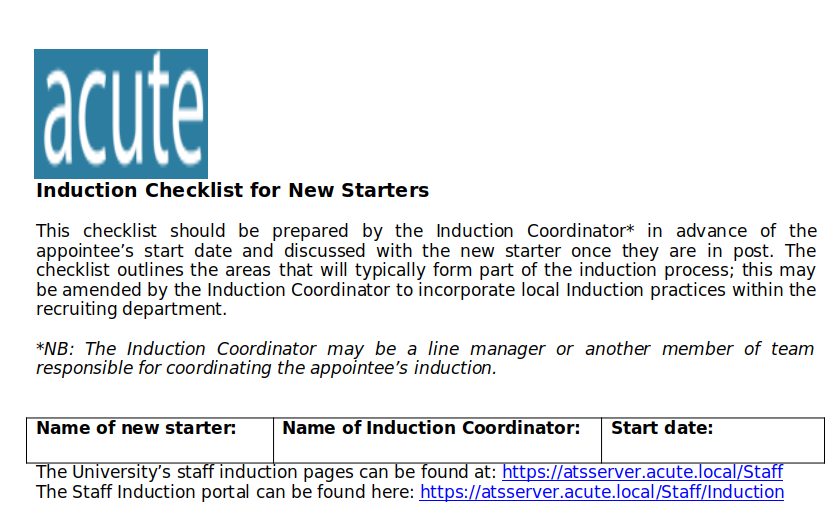 acute
Induction Checklist for New Starters
This checklist should be prepared by the Induction Coordinator* in advance of the
appointee’s start date and discussed with the new starter once they are in post. The
checklist outlines the areas that will typically form part of the induction process; this may
be amended by the Induction Coordinator to incorporate local Induction practices within the
recruiting department.
*NB: The Induction Coordinator may be a line manager or another member of team
responsible for coordinating the appointee’s induction.
Name of new starter: Name of Induction Coordinator: Start date:
The University’s staff induction pages can be found at: https://atsserver.acute.local/Staff
The Staff Induction portal can be found here: https://atsserver.acute.local/Staff/Induction